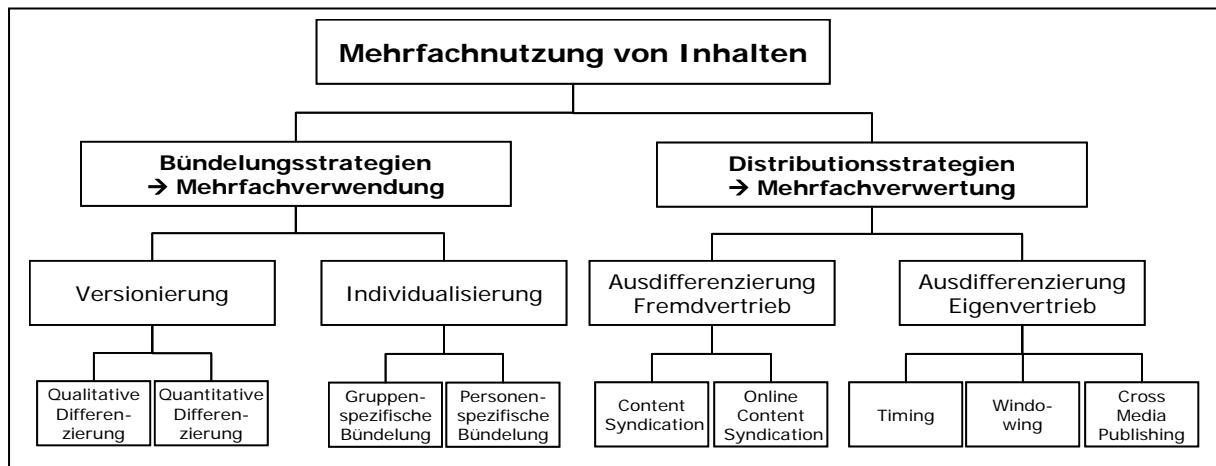 Mehrfachnutzung von Inhalten
Bündelungsstrategien
→ Mehrfachverwendung
Distributionsstrategien
→ Mehrfachverwertung
Versionierung
Individualisierung
Ausdifferenzierung
Fremdvertrieb
Ausdifferenzierung
Eigenvertrieb
Qualitative
Differen-
zierung
Quantitative
Differen-
zierung
Gruppen-
spezifische
Bündelung
Personen-
spezifische
Bündelung
Content
Syndication
Online
Content
Syndication
Timing
Windo-
wing
Cross
Media
Publishing